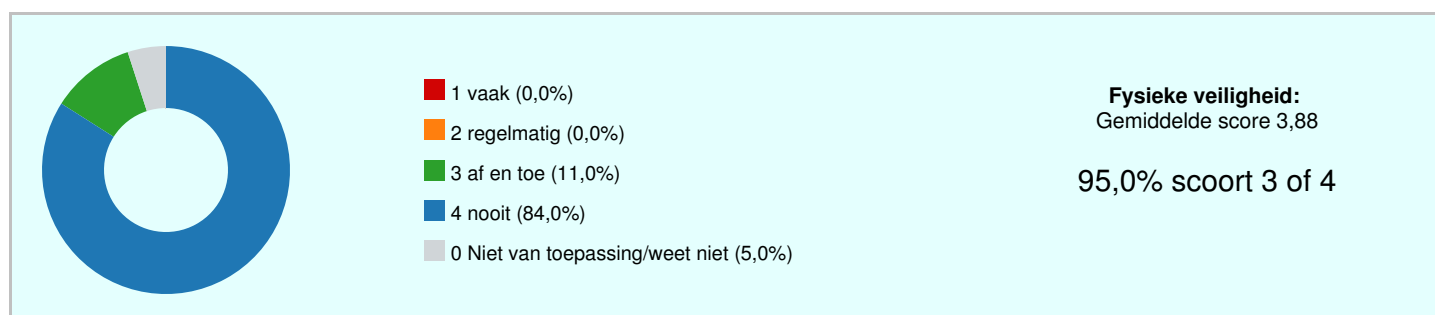 1 vaak (0,0%)
2 regelmatig (0,0%)
3 af en toe (11,0%)
4 nooit (84,0%)
0 Niet van toepassing/weet niet (5,0%)
Fysieke veiligheid:
Gemiddelde score 3,88
95,0% scoort 3 of 4